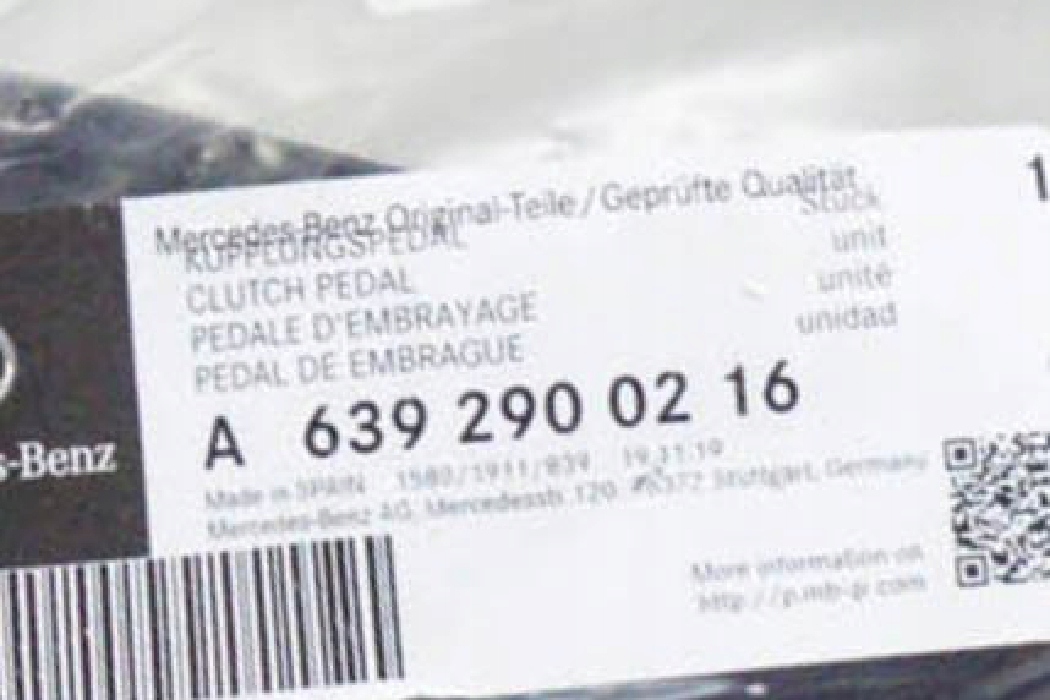 Mercedes-Benz Original-Teile / Geprüfte Qualität
1
KUPPLUNGSPEDAL Stück
CLUTCH PEDAL unit
PEDALE D'EMBRAYAGE unité
PEDAL DE EMBRAGUE unidad
A 639 290 02 16
s-Benz
Made in SPAIN 1580/1911/839 19.11.19
Mercedes-Benz AG, Mercedesstr. 120 Stuttgart, Germany
More information on
http://p.mb-gr.com